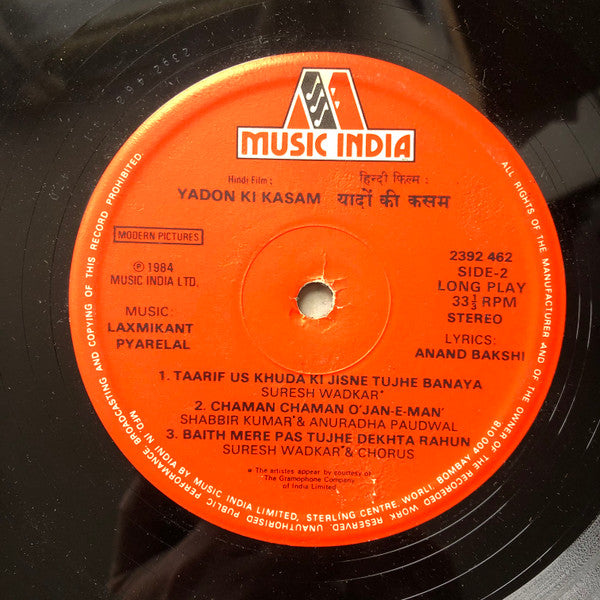 2392 462
MUSIC INDIA
Hindi Film : हिन्दी फिल्म :
YADON KI KASAM यादों की कसम
MODERN PICTURES
℗ 1984
MUSIC INDIA LTD.
MUSIC:
LAXMIKANT
PYARELAL
2392 462
SIDE-2
LONG PLAY
33⅓ RPM
STEREO
LYRICS:
ANAND BAKSHI
1. TAARIF US KHUDA KI JISNE TUJHE BANAYA
SURESH WADKAR*
2. CHAMAN CHAMAN O'JAN-E-MAN'
SHABBIR KUMAR* & ANURADHA PAUDWAL
3. BAITH MERE PAS TUJHE DEKHTA RAHUN
SURESH WADKAR* & CHORUS
* The artistes appear by courtesy of
The Gramophone Company
of India Limited.
MFD. IN INDIA BY MUSIC INDIA LIMITED, STERLING CENTRE, WORLI, BOMBAY 400 018
ALL RIGHTS OF THE MANUFACTURER AND OF THE OWNER OF THE RECORDED WORK RESERVED. UNAUTHORISED PUBLIC PERFORMANCE BROADCASTING AND COPYING OF THIS RECORD PROHIBITED.